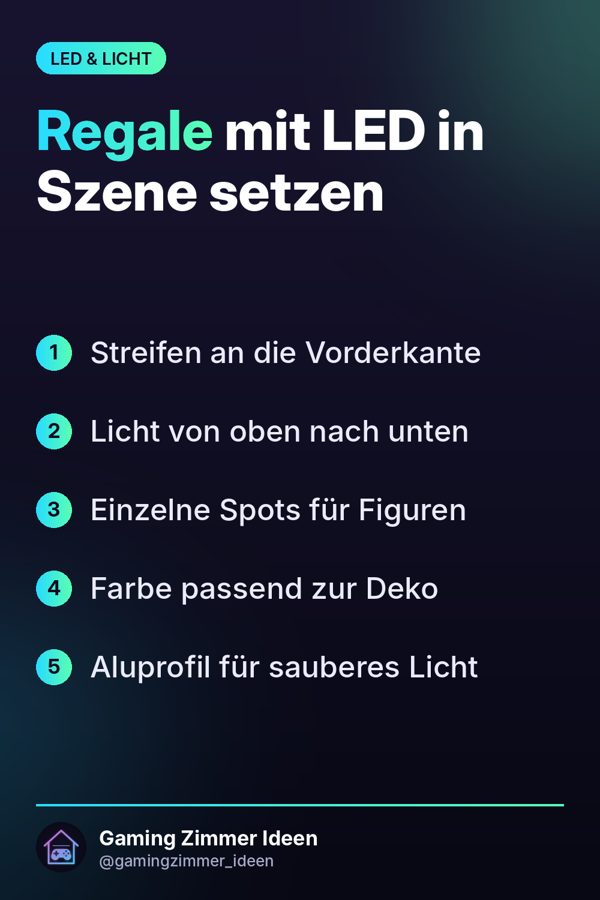 LED & LICHT
Regale mit LED in
Szene setzen
1 Streifen an die Vorderkante
2 Licht von oben nach unten
3 Einzelne Spots für Figuren
4 Farbe passend zur Deko
5 Aluprofil für sauberes Licht
Gaming Zimmer Ideen
@gamingzimmer_ideen